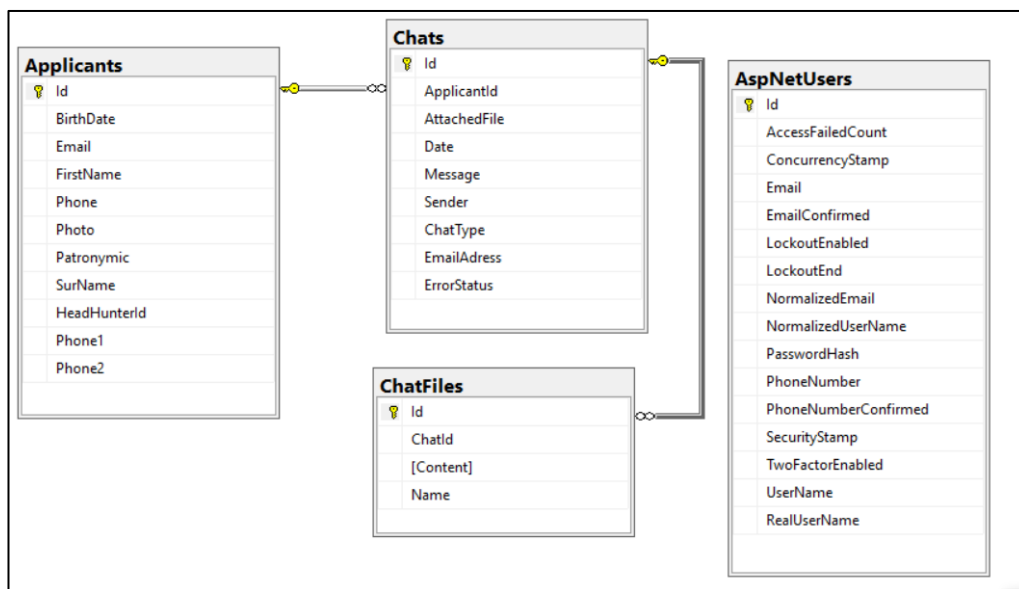 Applicants
Id
BirthDate
Email
FirstName
Phone
Photo
Patronymic
SurName
HeadHunterId
Phone1
Phone2
Chats
Id
ApplicantId
AttachedFile
Date
Message
Sender
ChatType
EmailAdress
ErrorStatus
ChatFiles
Id
ChatId
[Content]
Name
AspNetUsers
Id
AccessFailedCount
ConcurrencyStamp
Email
EmailConfirmed
LockoutEnabled
LockoutEnd
NormalizedEmail
NormalizedUserName
PasswordHash
PhoneNumber
PhoneNumberConfirmed
SecurityStamp
TwoFactorEnabled
UserName
RealUserName